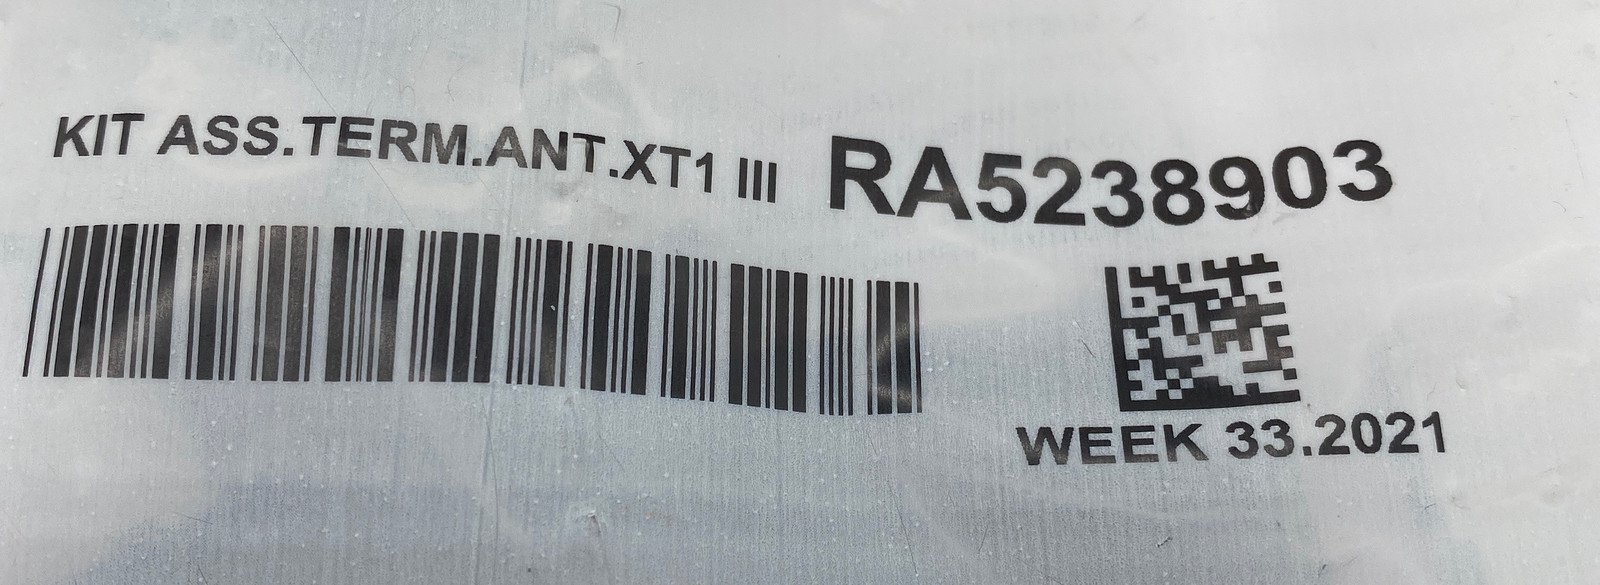 KIT ASS.TERM.ANT.XT1 III RA5238903
WEEK 33.2021